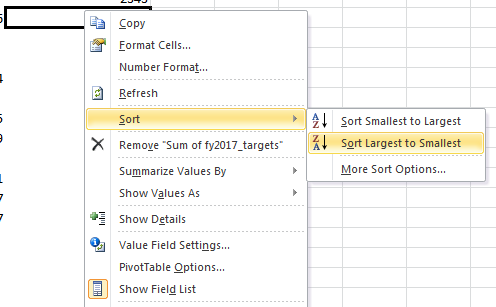 Copy
Format Cells...
Number Format...
Refresh
Sort
Sort Smallest to Largest
Sort Largest to Smallest
More Sort Options...
Remove "Sum of fy2017_targets"
Summarize Values By
Show Values As
Show Details
Value Field Settings...
PivotTable Options...
Show Field List
4
5
9
1
7
7